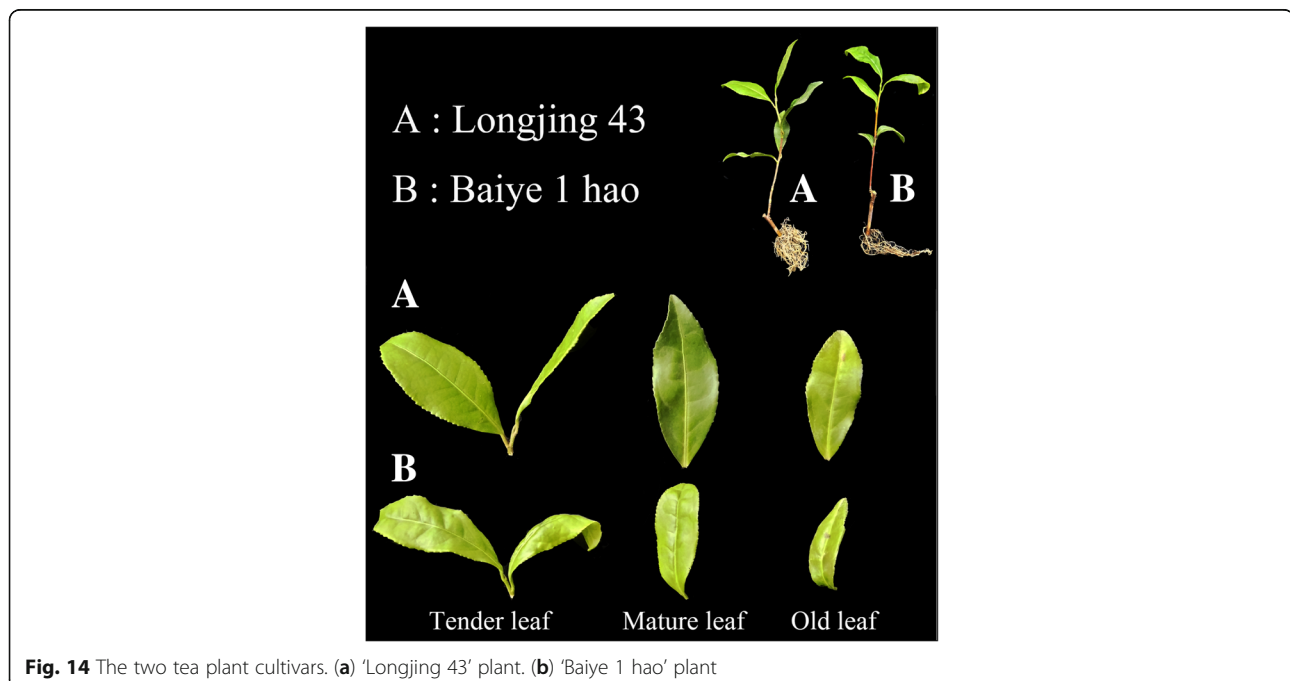 A : Longjing 43
B : Baiye 1 hao
A
B
A
B
Tender leaf
Mature leaf
Old leaf
Fig. 14 The two tea plant cultivars. (a) ‘Longjing 43’ plant. (b) ‘Baiye 1 hao’ plant